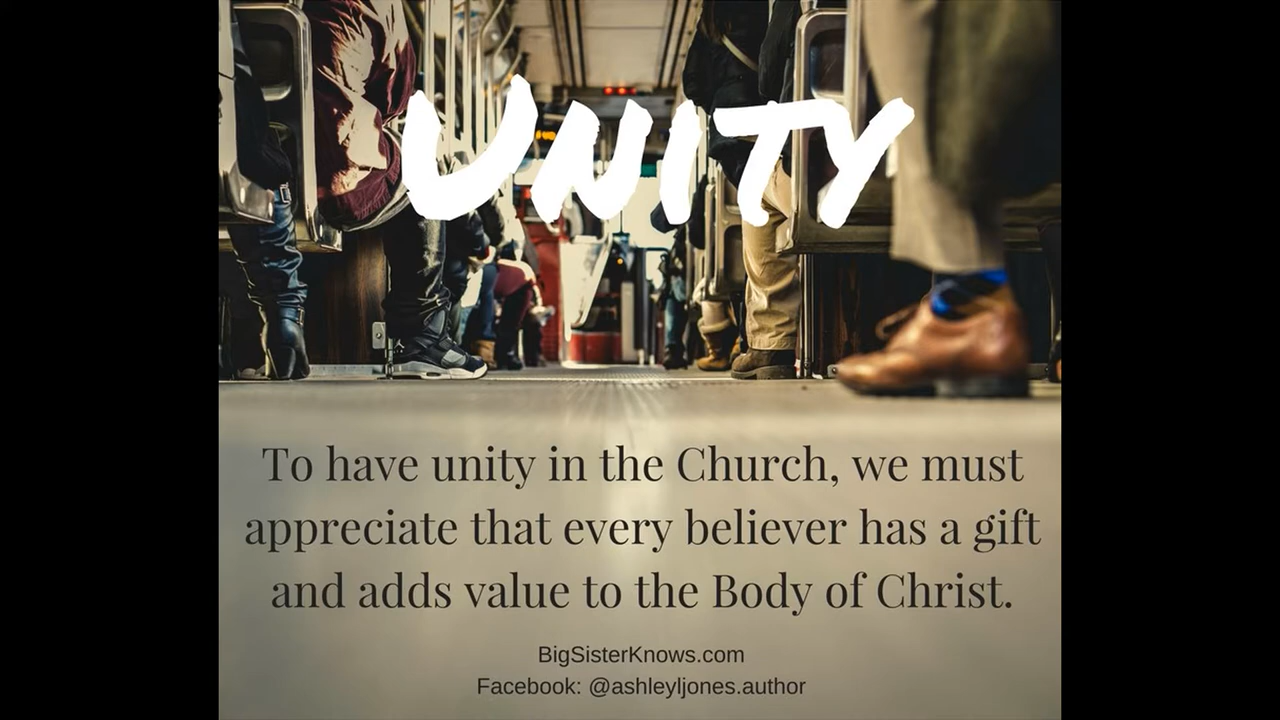 UNITY
To have unity in the Church, we must
appreciate that every believer has a gift
and adds value to the Body of Christ.
BigSisterKnows.com
Facebook: @ashleyljones.author